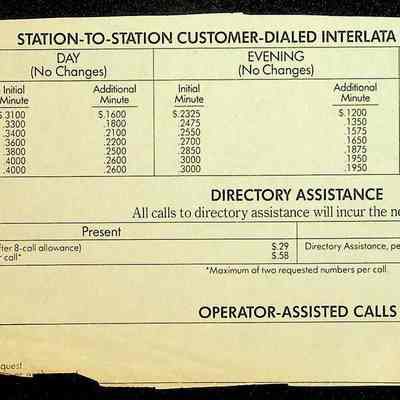 STATION-TO-STATION CUSTOMER-DIALED INTERLATA
DAY EVENING
(No Changes) (No Changes)
Initial Additional Initial Additional
Minute Minute Minute Minute
$.3100 $.1600 $.2325 $.1200
.3300 .1800 .2475 .1350
.3400 .2100 .2550 .1575
.3600 .2200 .2700 .1650
.3800 .2500 .2850 .1875
.4000 .2600 .3000 .1950
.4000 .2600 .3000 .1950
DIRECTORY ASSISTANCE
All calls to directory assistance will incur the
Present
8-call allowance) $.29 Directory Assistance,
call* $.58
*Maximum of two requested numbers per call.
OPERATOR-ASSISTED CALLS